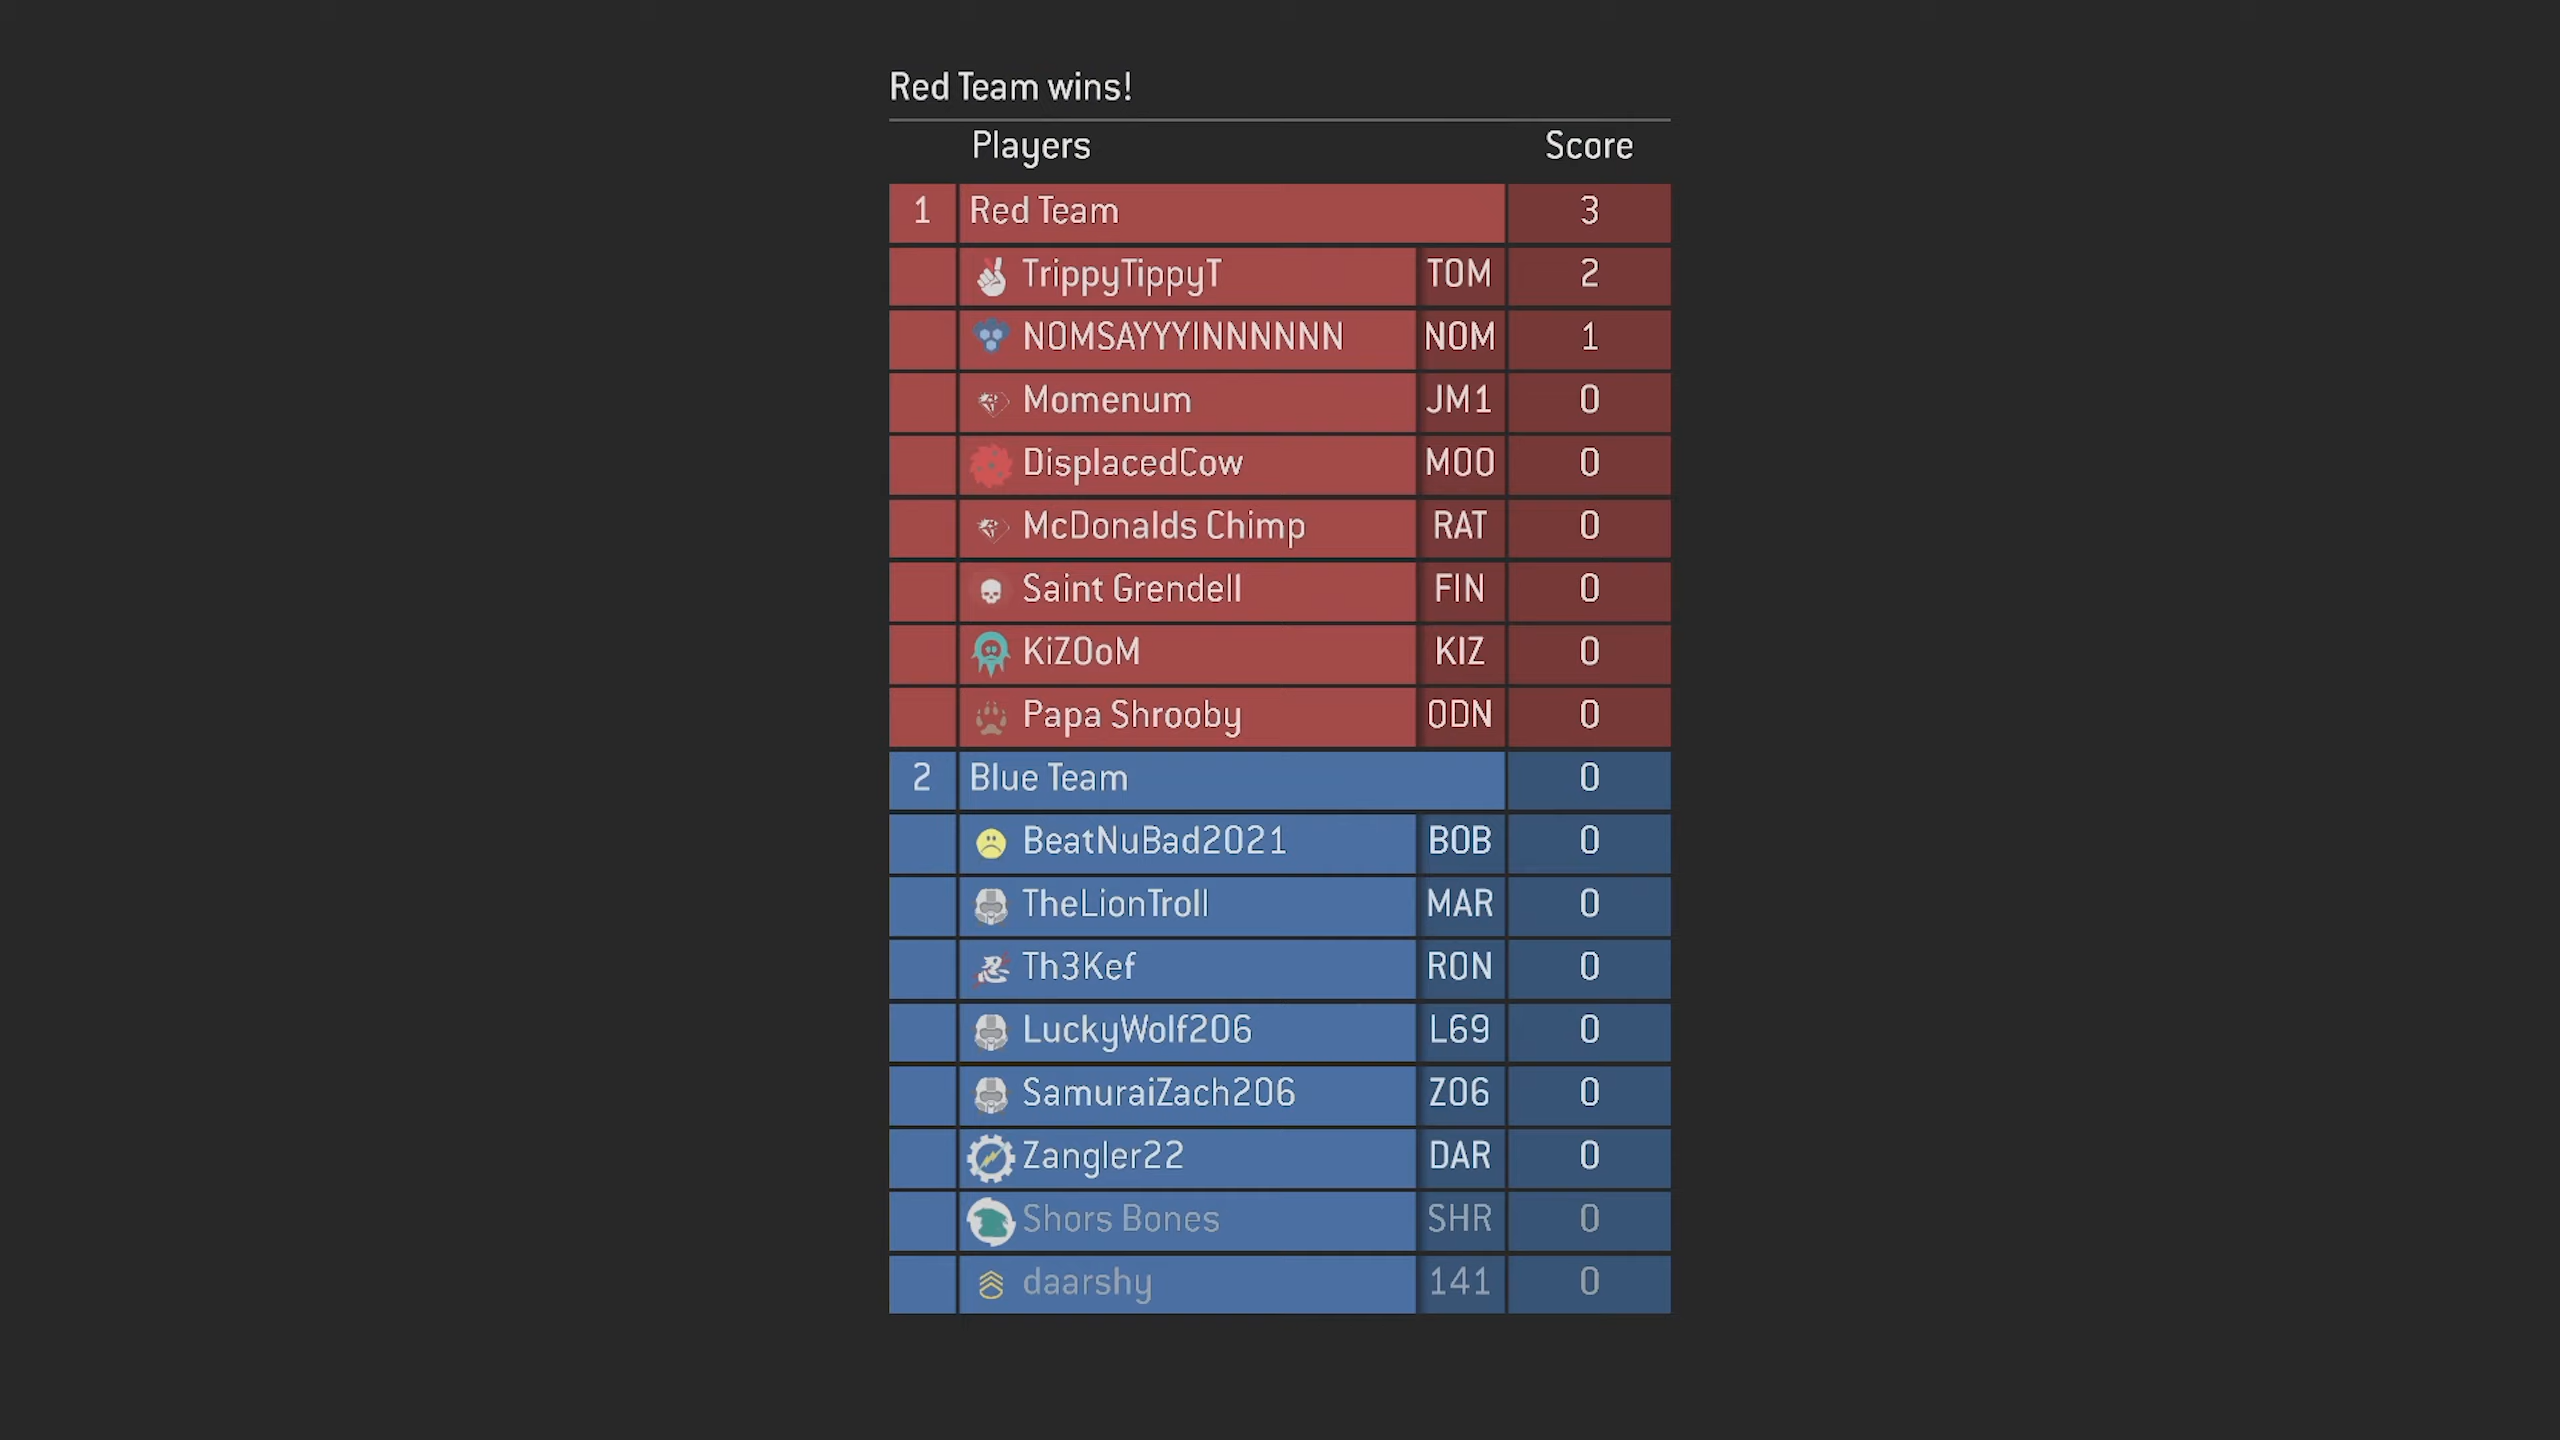 Red Team wins!
Players Score
1 Red Team 3
TrippyTippyT TOM 2
NOMSAYYYINNNNNN NOM 1
Momenum JM1 0
DisplacedCow MOO 0
McDonalds Chimp RAT 0
Saint Grendell FIN 0
KiZOoM KIZ 0
Papa Shrooby ODN 0
2 Blue Team 0
BeatNuBad2021 BOB 0
TheLionTroll MAR 0
Th3Kef RON 0
LuckyWolf206 L69 0
SamuraiZach206 Z06 0
Zangler22 DAR 0
Shors Bones SHR 0
daarshy 141 0